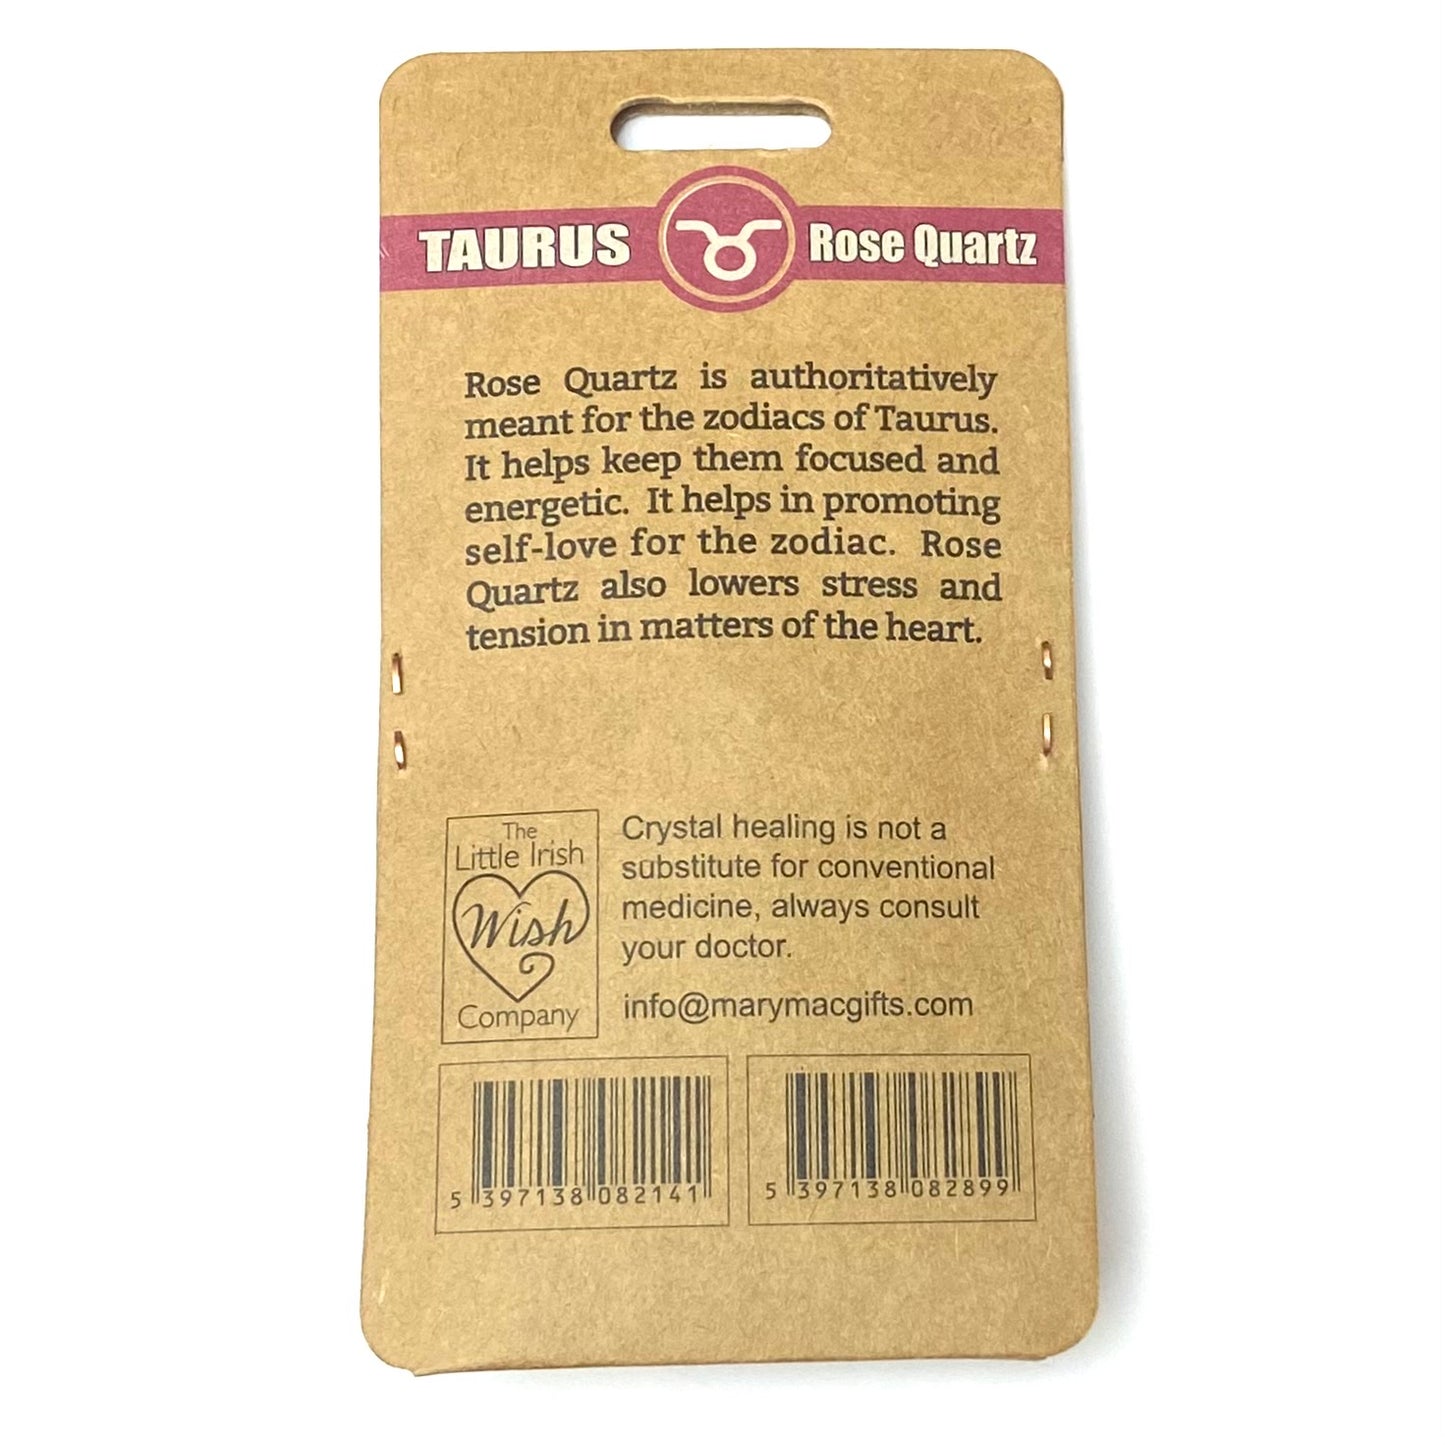 TAURUS Rose Quartz
Rose Quartz is authoritatively
meant for the zodiacs of Taurus.
It helps keep them focused and
energetic. It helps in promoting
self-love for the zodiac. Rose
Quartz also lowers stress and
tension in matters of the heart.
The
Little Irish
Wish
Company
Crystal healing is not a
substitute for conventional
medicine, always consult
your doctor.
info@marymacgifts.com
5 397138 082141
5 397138 082899